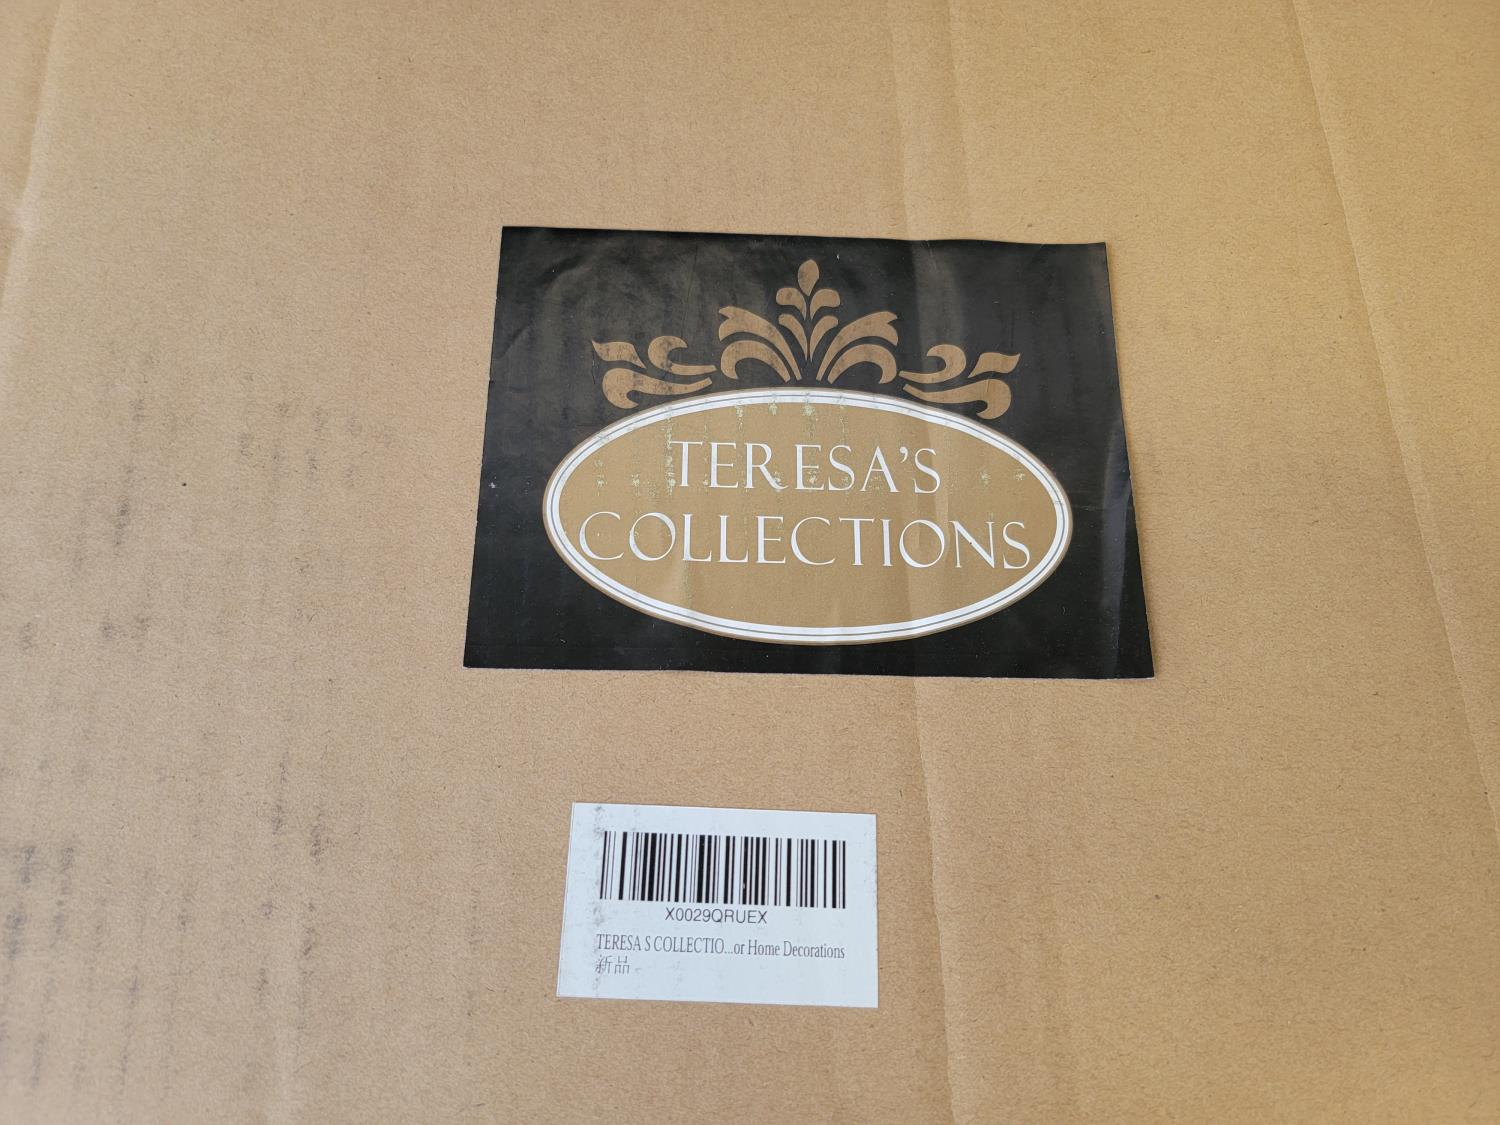 TERESA'S
COLLECTIONS
X0029QRUEX
TERESA S COLLECTIO...or Home Decorations
新品